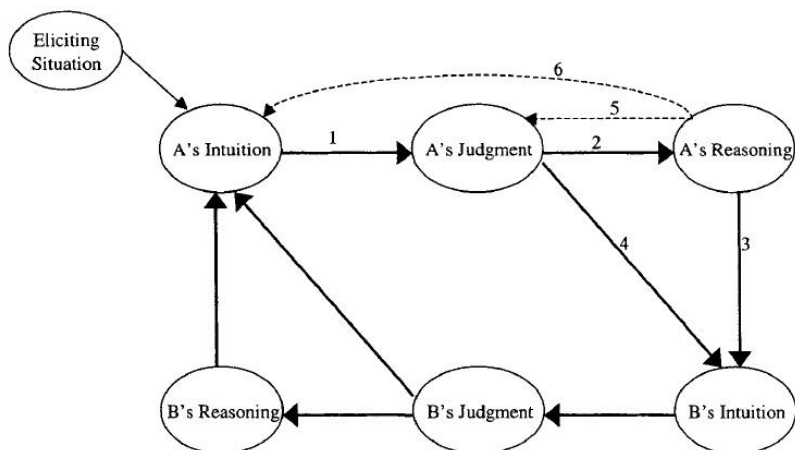 Eliciting
Situation
6
5
A's Intuition
1
A's Judgment
2
A's Reasoning
4
3
B's Reasoning
B's Judgment
B's Intuition